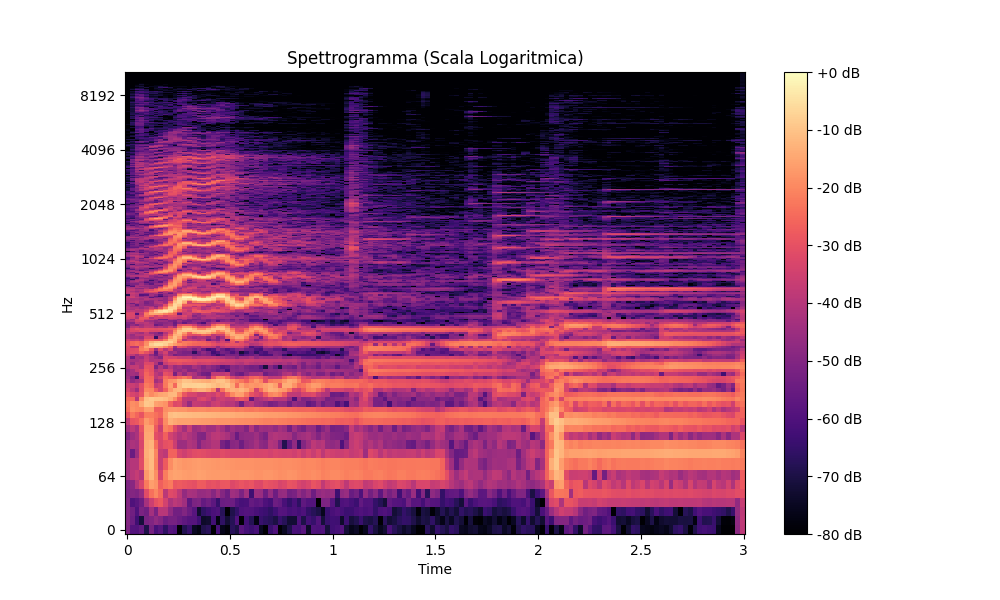 Spettrogramma (Scala Logaritmica)
Hz
8192
4096
2048
1024
512
256
128
64
0
0
0.5
1
1.5
2
2.5
3
Time
+0 dB
-10 dB
-20 dB
-30 dB
-40 dB
-50 dB
-60 dB
-70 dB
-80 dB